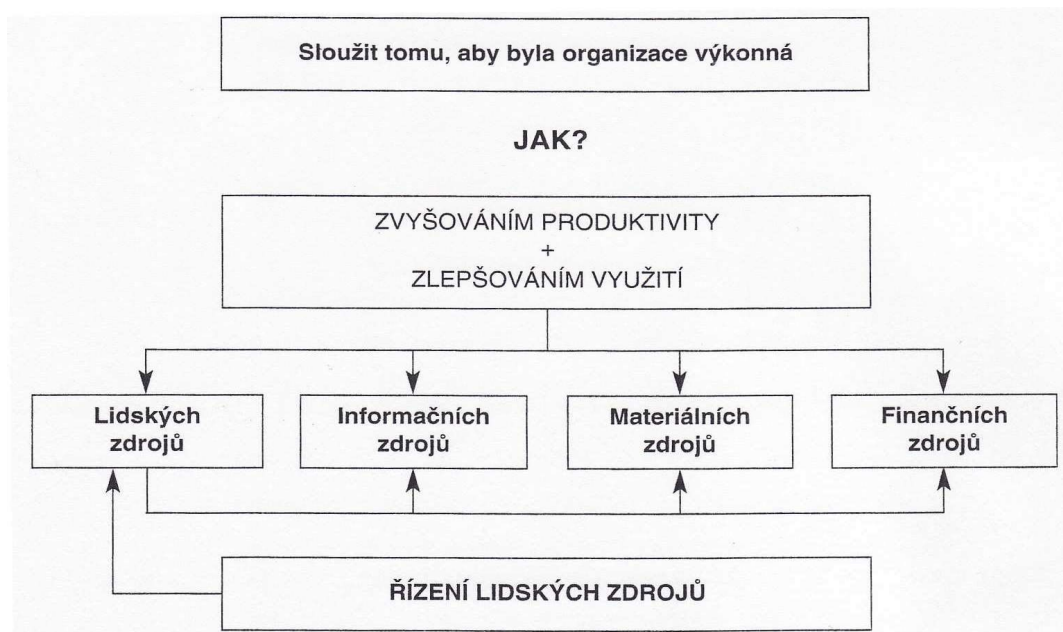 Sloužit tomu, aby byla organizace výkonná
JAK?
ZVYŠOVÁNÍM PRODUKTIVITY
+
ZLEPŠOVÁNÍM VYUŽITÍ
Lidských
zdrojů
Informačních
zdrojů
Materiálních
zdrojů
Finančních
zdrojů
ŘÍZENÍ LIDSKÝCH ZDROJŮ